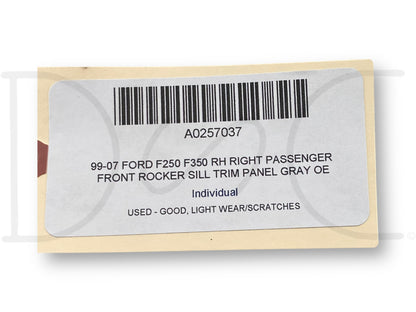 A0257037
99-07 FORD F250 F350 RH RIGHT PASSENGER
FRONT ROCKER SILL TRIM PANEL GRAY OE
Individual
USED - GOOD, LIGHT WEAR/SCRATCHES